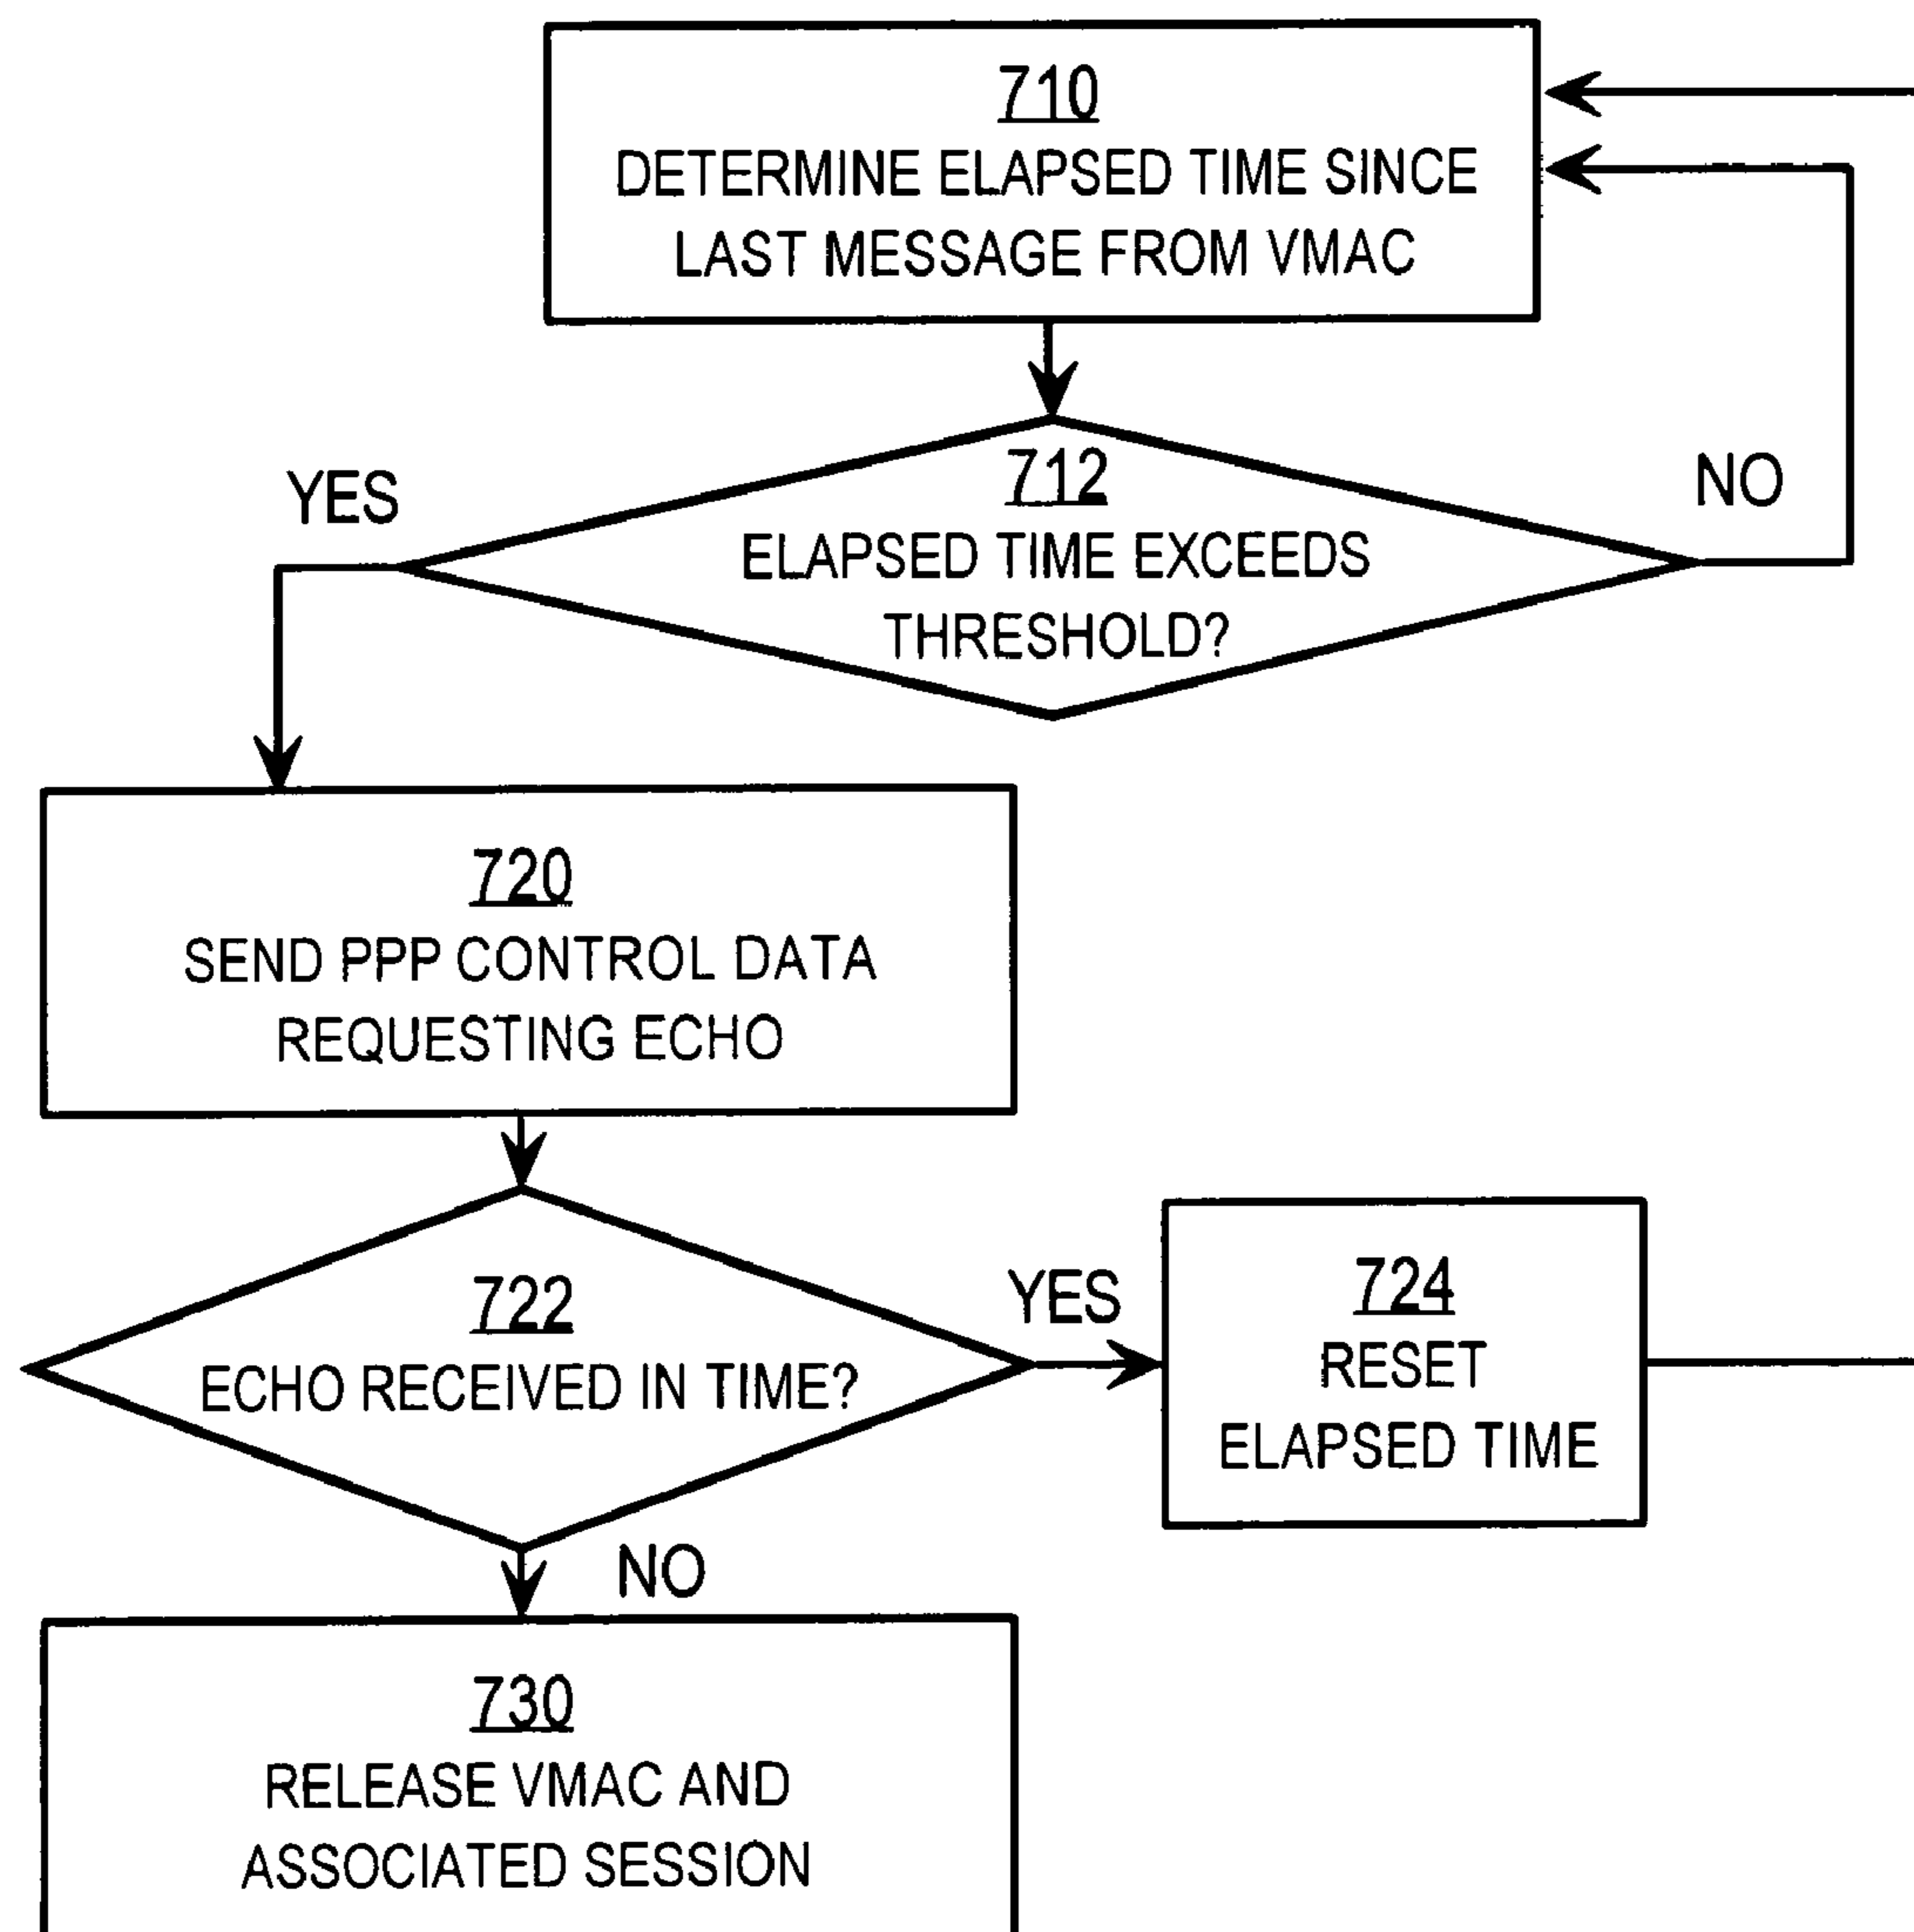 710
DETERMINE ELAPSED TIME SINCE
LAST MESSAGE FROM VMAC
712
ELAPSED TIME EXCEEDS
THRESHOLD?
YES
NO
720
SEND PPP CONTROL DATA
REQUESTING ECHO
722
ECHO RECEIVED IN TIME?
YES
NO
724
RESET
ELAPSED TIME
730
RELEASE VMAC AND
ASSOCIATED SESSION